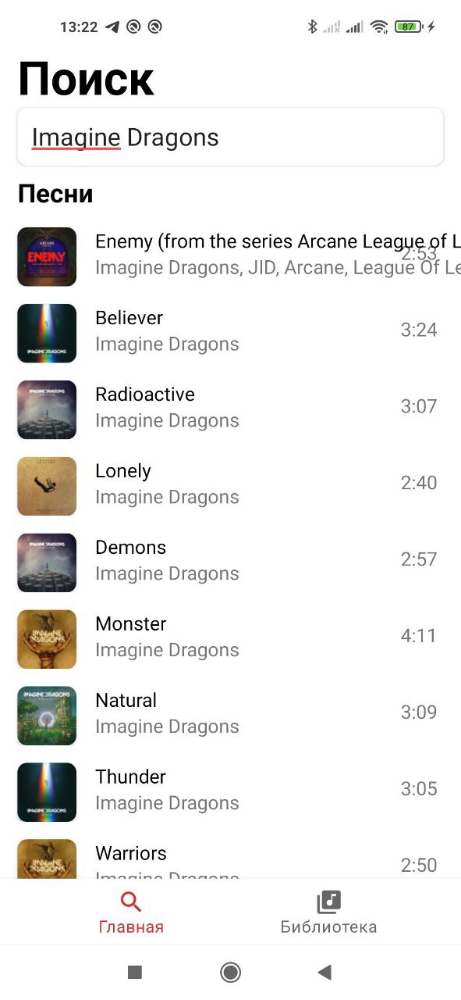 13:22
87
Поиск
Imagine Dragons
Песни
ARCANE
ENEMY
Enemy (from the series Arcane League of L
2:53
Imagine Dragons, JID, Arcane, League Of Le
IMAGINE DRAGONS
Believer
3:24
Imagine Dragons
IMAGINE DRAGONS
Radioactive
3:07
Imagine Dragons
Lonely
2:40
Imagine Dragons
IMAGINE DRAGONS
Demons
2:57
Imagine Dragons
IMAGINE
DRAGONS
Monster
4:11
Imagine Dragons
IMAGINE DRAGONS
Natural
3:09
Imagine Dragons
IMAGINE DRAGONS
Thunder
3:05
Imagine Dragons
IMAGINE
DRAGONS
Warriors
2:50
Imagine Dragons
Главная
Библиотека